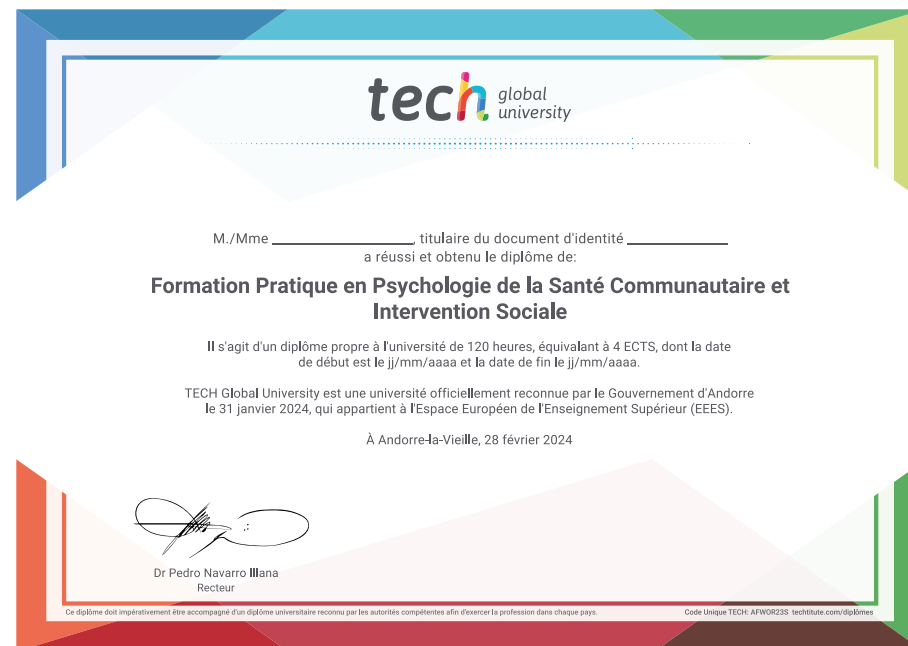 tech global university
M./Mme ____________________, titulaire du document d'identité ______________
a réussi et obtenu le diplôme de:
Formation Pratique en Psychologie de la Santé Communautaire et
Intervention Sociale
Il s'agit d'un diplôme propre à l'université de 120 heures, équivalant à 4 ECTS, dont la date
de début est le jj/mm/aaaa et la date de fin le jj/mm/aaaa.
TECH Global University est une université officiellement reconnue par le Gouvernement d'Andorre
le 31 janvier 2024, qui appartient à l'Espace Européen de l'Enseignement Supérieur (EEES).
À Andorre-la-Vieille, 28 février 2024
Dr Pedro Navarro Illana
Recteur
Ce diplôme doit impérativement être accompagné d'un diplôme universitaire reconnu par les autorités compétentes afin d'exercer la profession dans chaque pays.
Code Unique TECH: AFWOR23S techtitute.com/diplômes